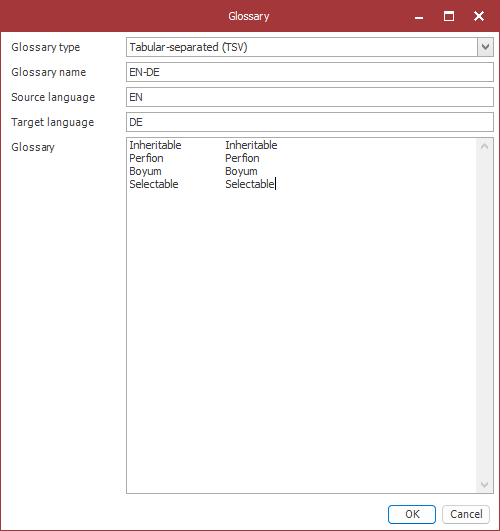 Glossary
Glossary type Tabular-separated (TSV)
Glossary name EN-DE
Source language EN
Target language DE
Glossary Inheritable Inheritable
Perfion Perfion
Boyum Boyum
Selectable Selectable
OK Cancel